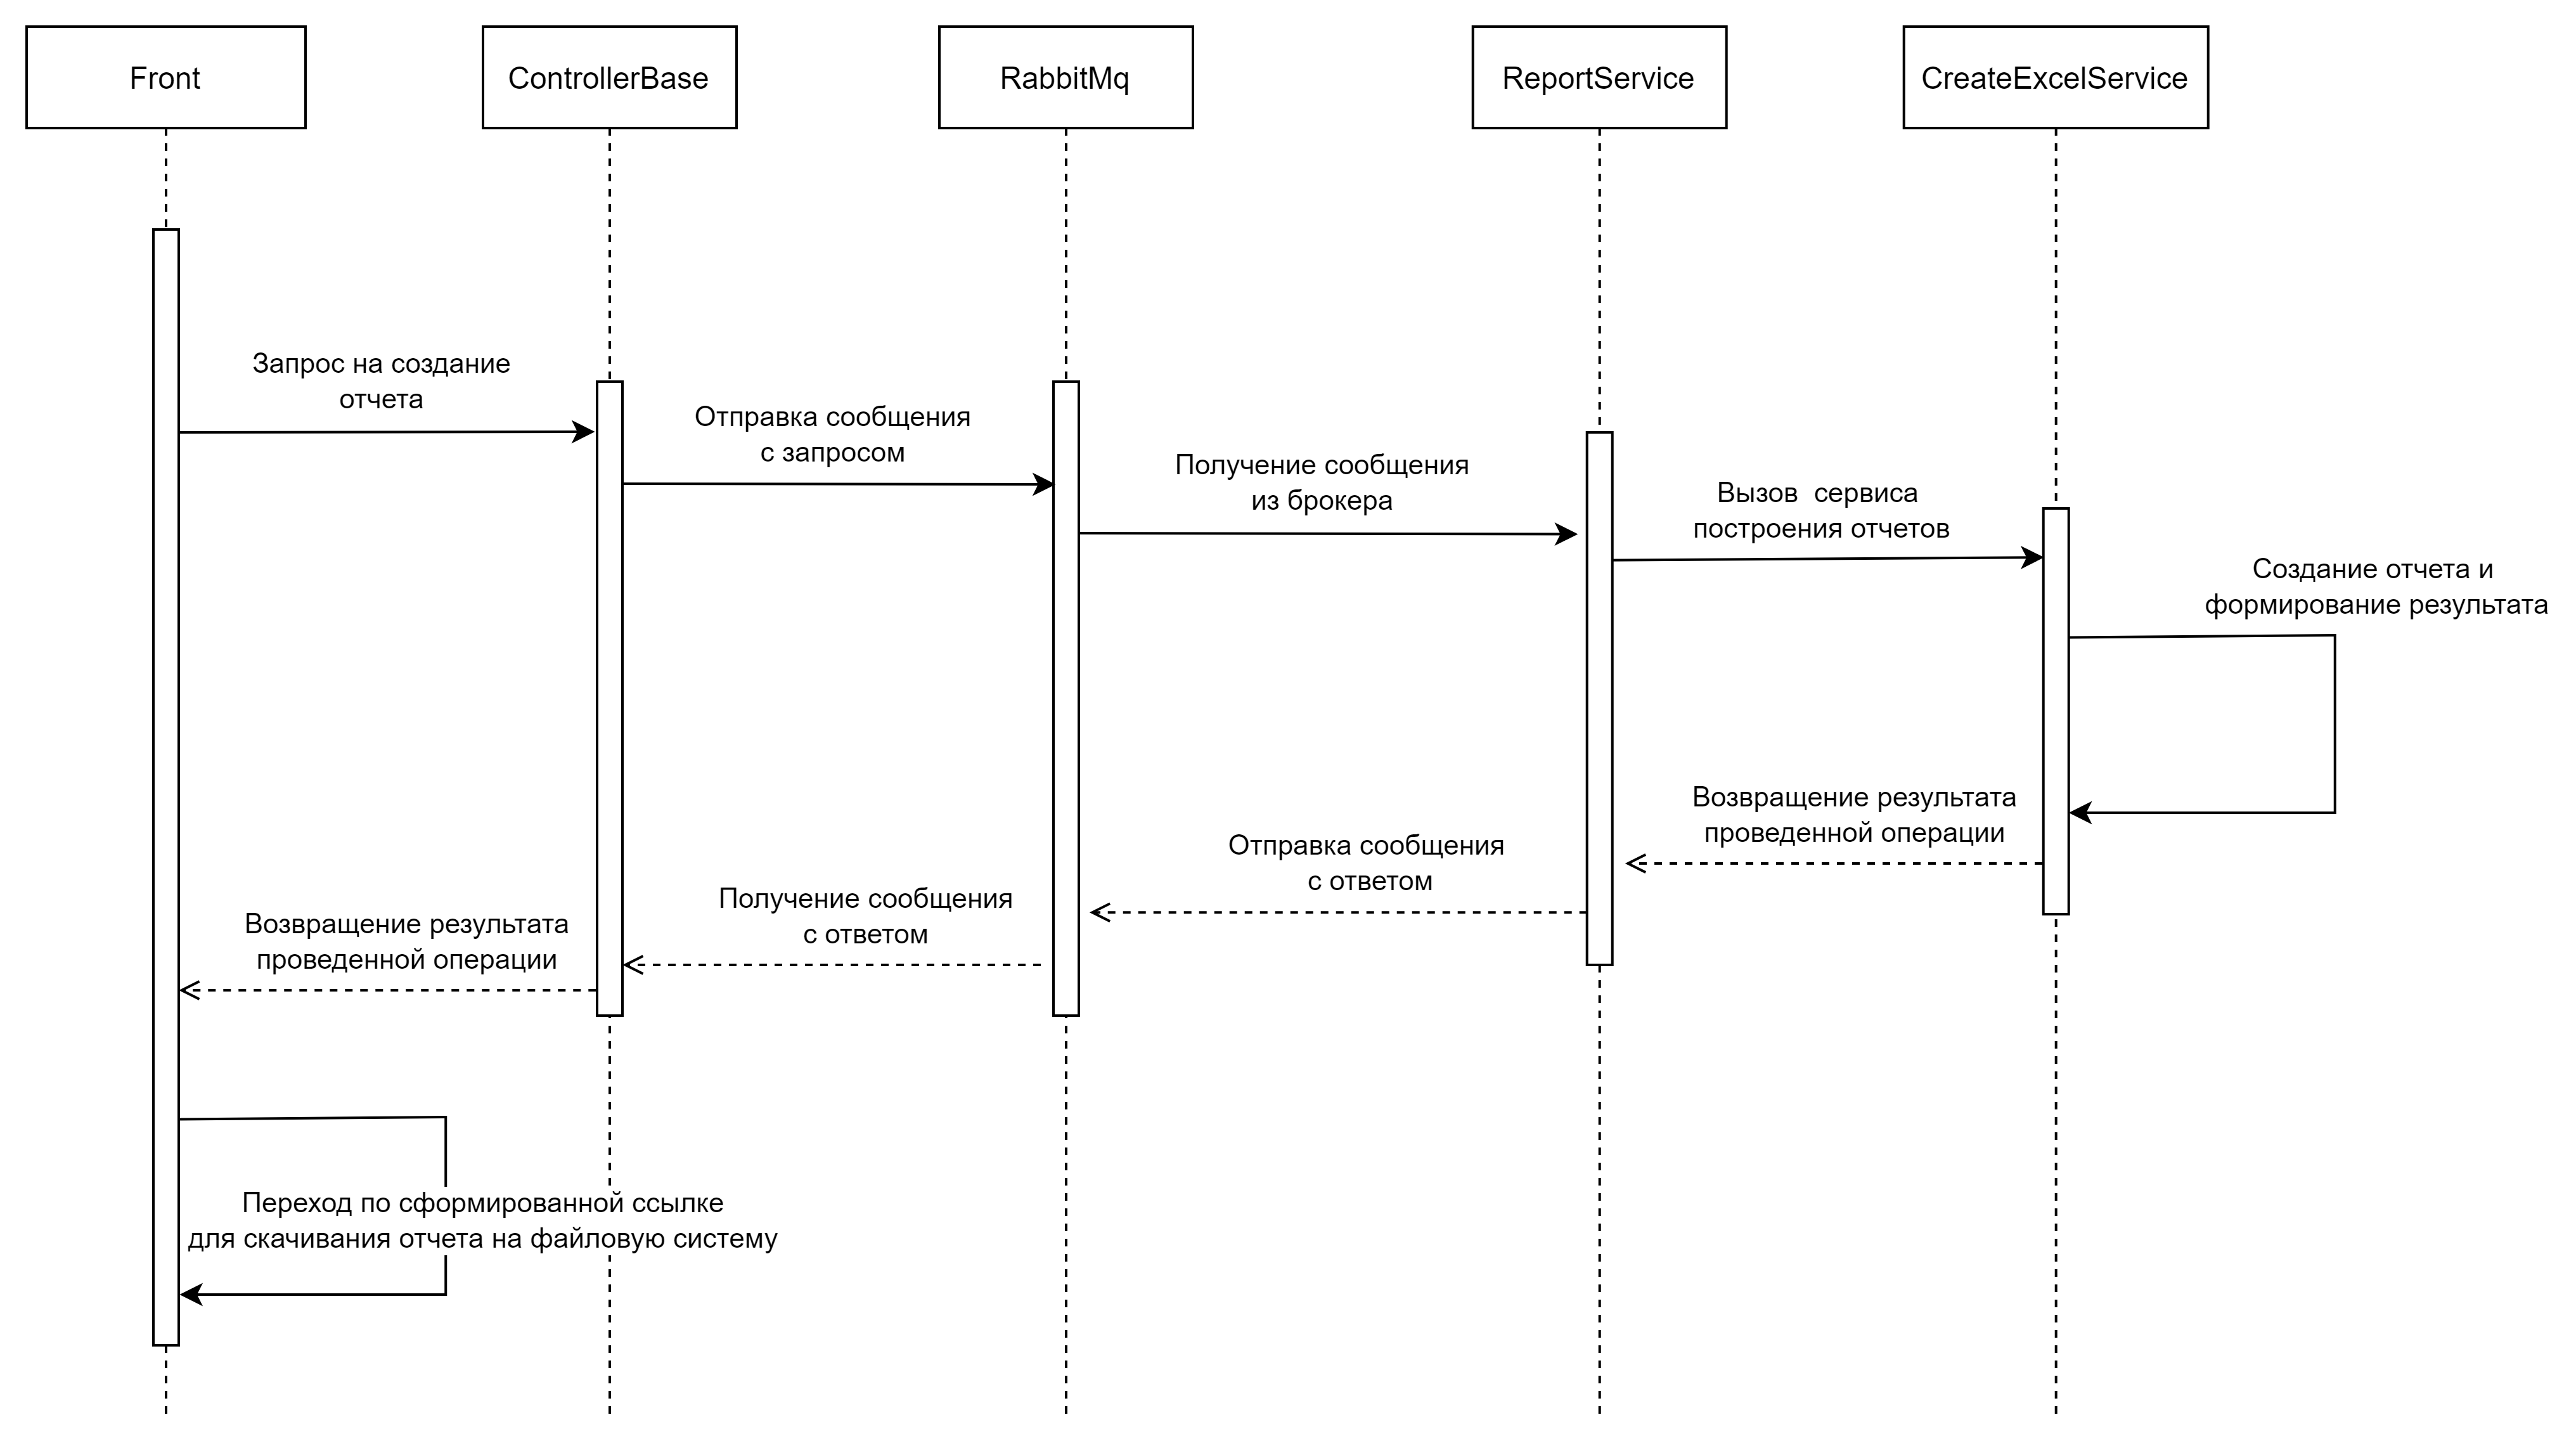 Front
ControllerBase
RabbitMq
ReportService
CreateExcelService
Запрос на создание
отчета
Отправка сообщения
с запросом
Получение сообщения
из брокера
Вызов  сервиса
построения отчетов
Создание отчета и
формирование результата
Возвращение результата
проведенной операции
Отправка сообщения
с ответом
Получение сообщения
с ответом
Возвращение результата
проведенной операции
Переход по сформированной ссылке
для скачивания отчета на файловую систему